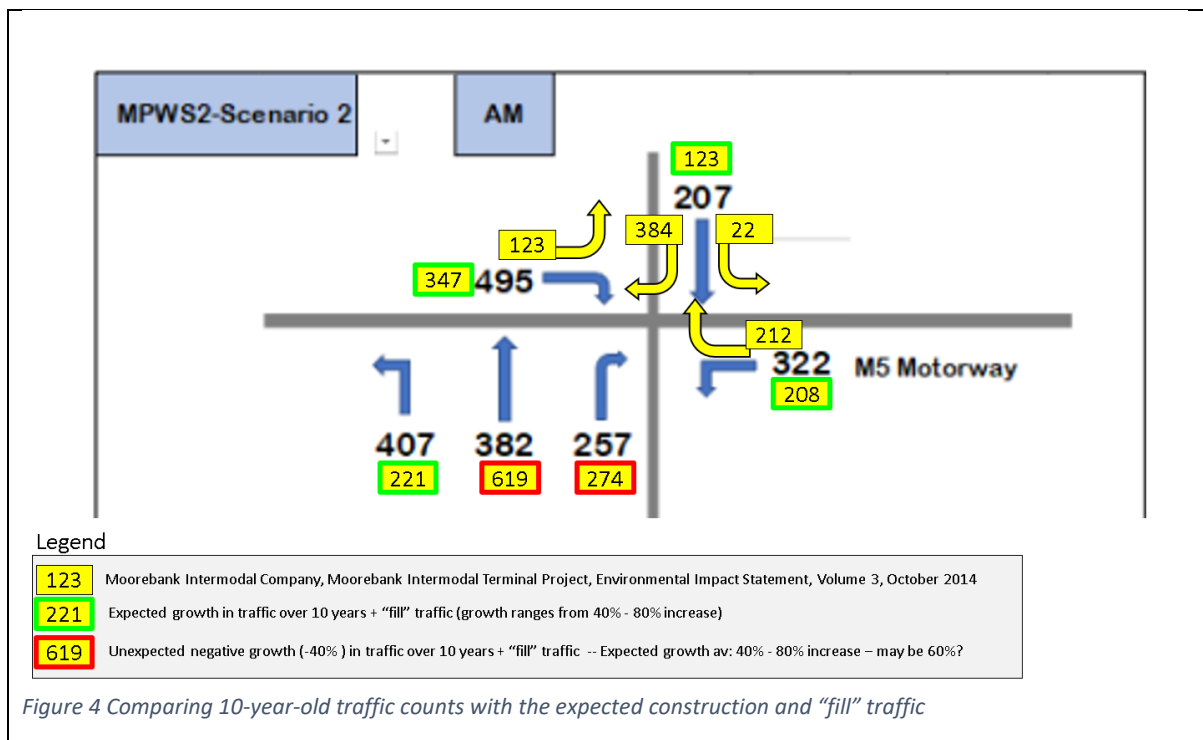 MPWS2-Scenario 2
AM
123
207
384
22
123
347
495
212
322
M5 Motorway
208
407
382
257
221
619
274
Legend
123
Moorebank Intermodal Company, Moorebank Intermodal Terminal Project, Environmental Impact Statement, Volume 3, October 2014
221
Expected growth in traffic over 10 years + “fill” traffic (growth ranges from 40% - 80% increase)
619
Unexpected negative growth (-40% ) in traffic over 10 years + “fill” traffic -- Expected growth av: 40% - 80% increase – may be 60%?
Figure 4 Comparing 10-year-old traffic counts with the expected construction and “fill” traffic